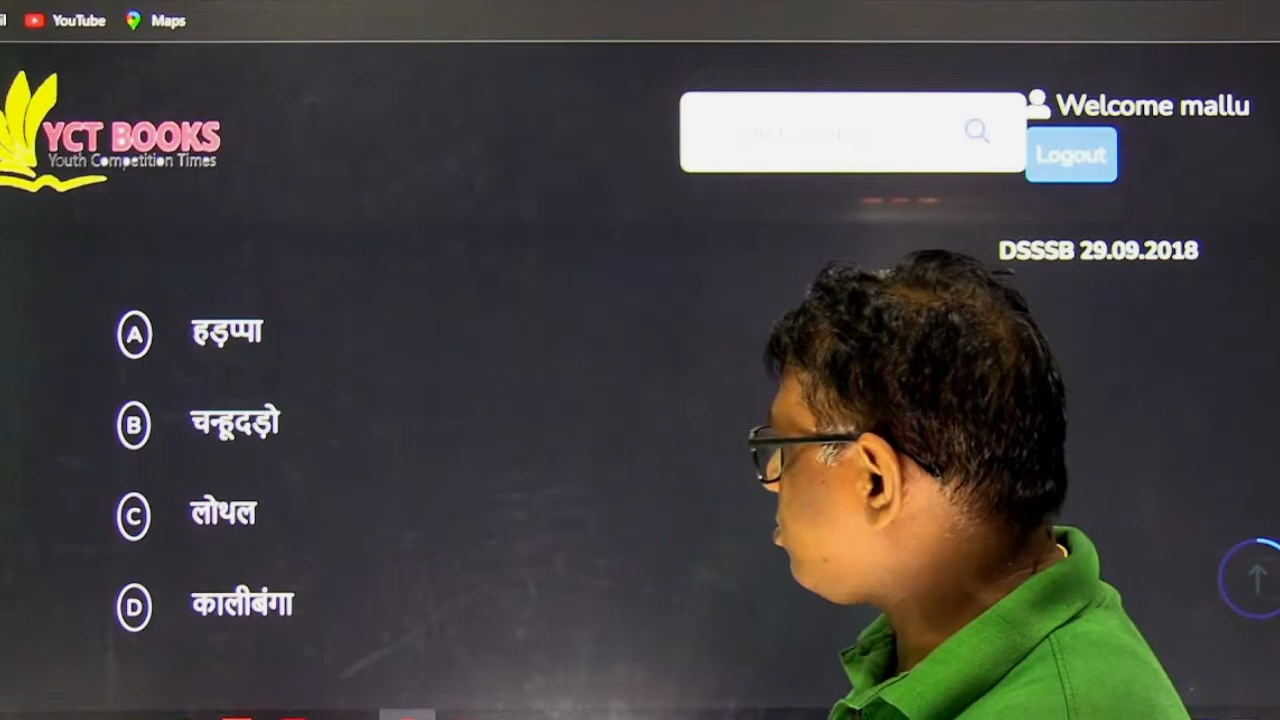 YouTube
Maps
YCT BOOKS
Youth Competition Times
Welcome mallu
Logout
DSSSB 29.09.2018
A हड़प्पा
B चन्हूदड़ो
C लोथल
D कालीबंगा